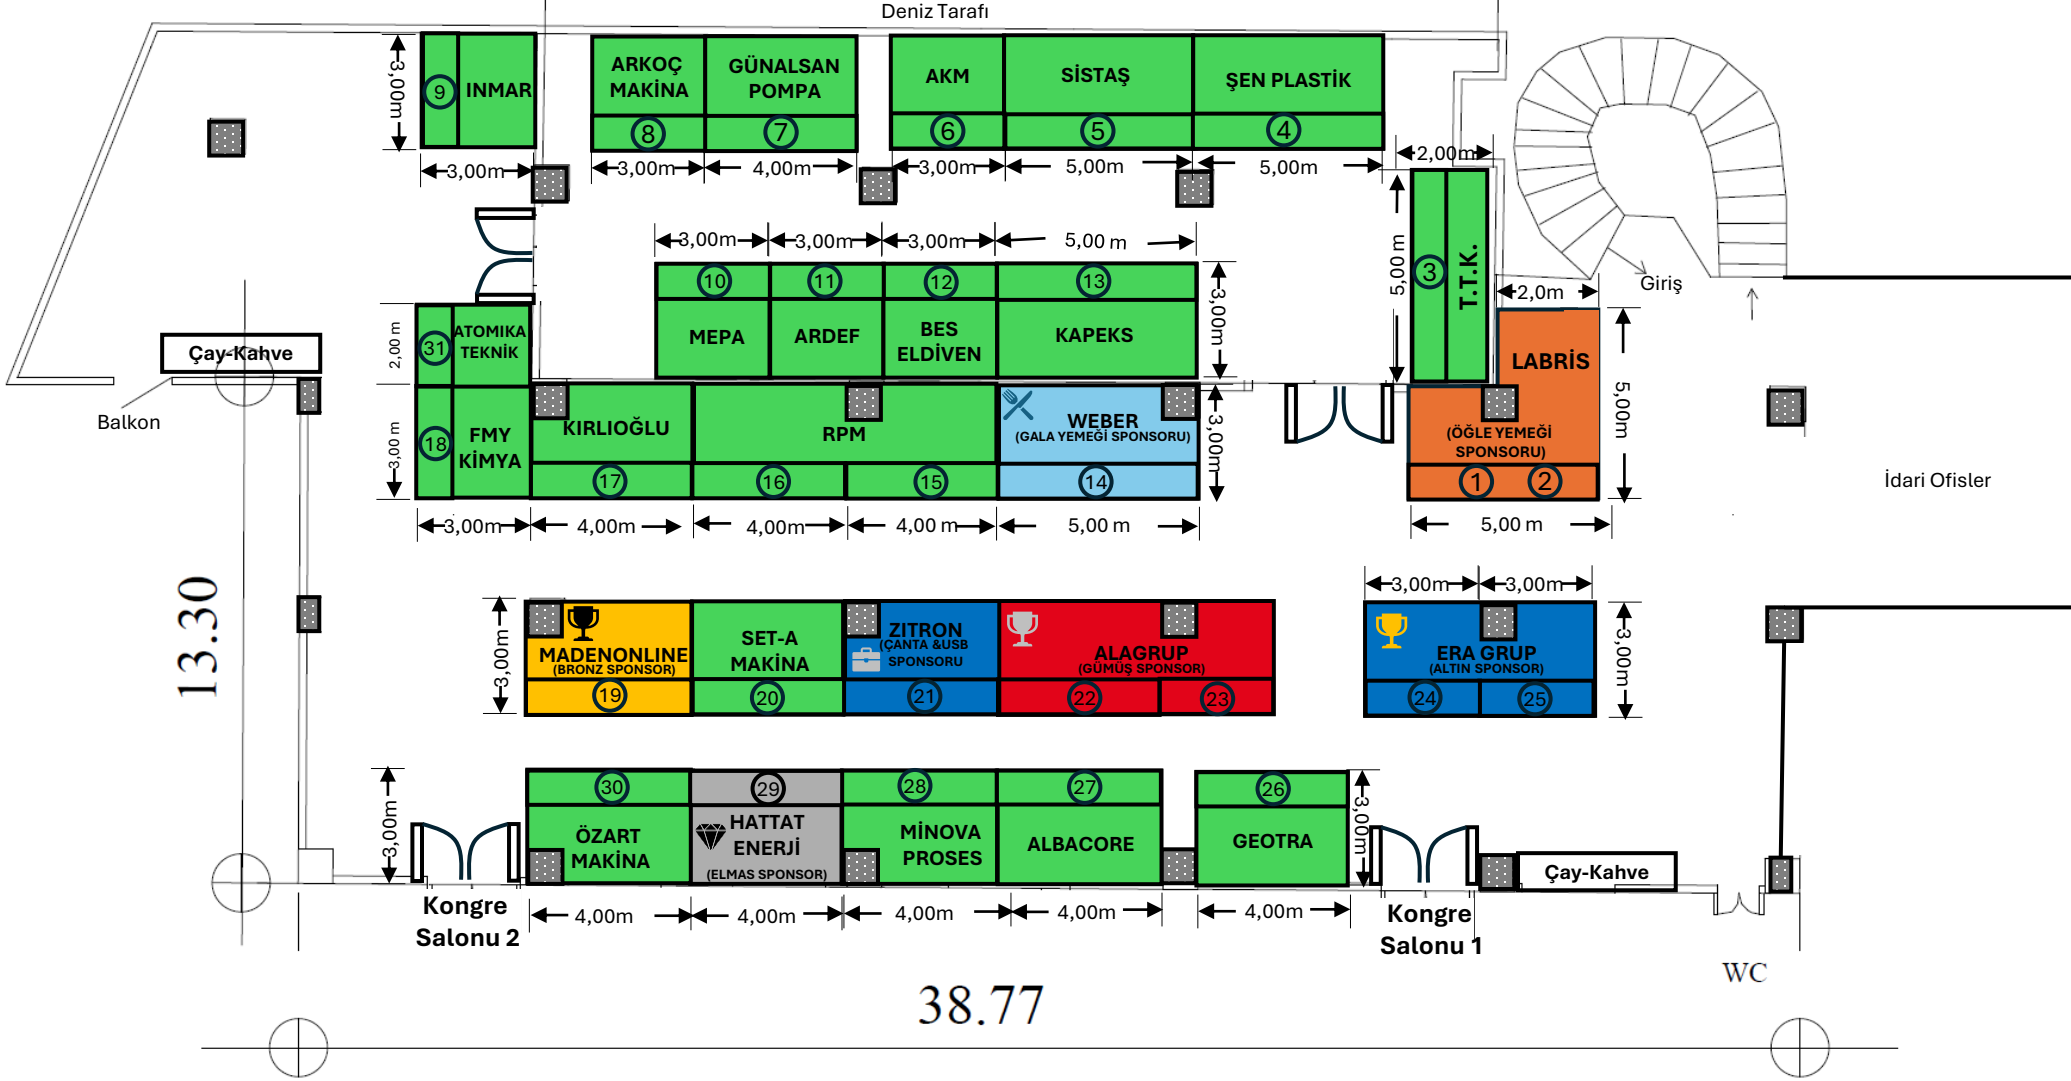 Deniz Tarafı
3,00m
9
INMAR
ARKOÇ
MAKİNA
8
GÜNALSAN
POMPA
7
AKM
6
SİSTAŞ
5
ŞEN PLASTİK
4
3,00m
3,00m
4,00m
3,00m
5,00m
5,00m
2,00m
3,00m
3,00m
3,00m
5,00 m
5,00 m
3
T.T.K.
Giriş
2,0m
10
MEPA
11
ARDEF
12
BES
ELDİVEN
13
KAPEKS
3,00m
2,00 m
31
ATOMIKA
TEKNİK
Çay-Kahve
Balkon
LABRİS
(ÖĞLE YEMEĞİ
SPONSORU)
1
2
5,00m
3,00m
18
FMY
KİMYA
KIRLIOĞLU
17
RPM
16
15
WEBER
(GALA YEMEĞİ SPONSORU)
14
3,00m
İdari Ofisler
3,00m
4,00m
4,00m
4,00 m
5,00 m
5,00 m
13.30
3,00m
3,00m
3,00m
MADENONLINE
(BRONZ SPONSOR)
19
SET-A
MAKİNA
20
ZITRON
(ÇANTA &USB
SPONSORU
21
ALAGRUP
(GÜMÜŞ SPONSOR)
22
23
ERA GRUP
(ALTIN SPONSOR)
24
25
3,00m
3,00m
30
ÖZART
MAKİNA
29
HATTAT
ENERJİ
(ELMAS SPONSOR)
28
MİNOVA
PROSES
27
ALBACORE
26
GEOTRA
3,00m
Çay-Kahve
Kongre
Salonu 2
4,00m
4,00m
4,00m
4,00m
4,00m
Kongre
Salonu 1
WC
38.77